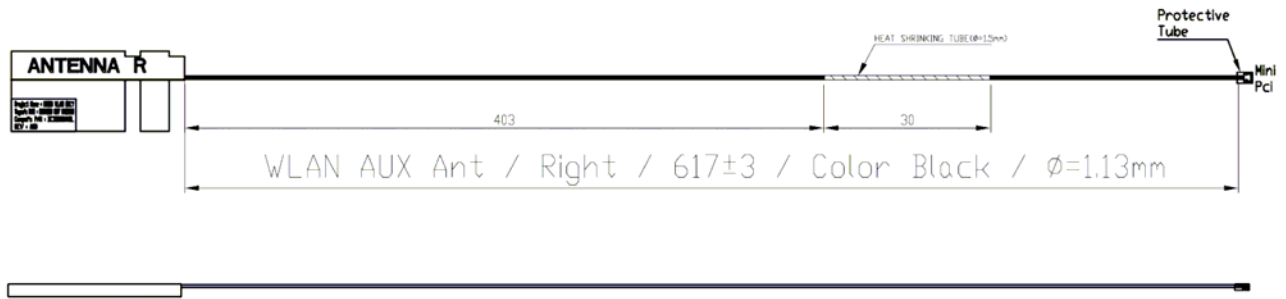 Protective
Tube
HEAT SHRINKING TUBE(Ø=1.5mm)
ANTENNA R
Mini
Pci
403
30
WLAN AUX Ant / Right / 617±3 / Color Black / Ø=1.13mm